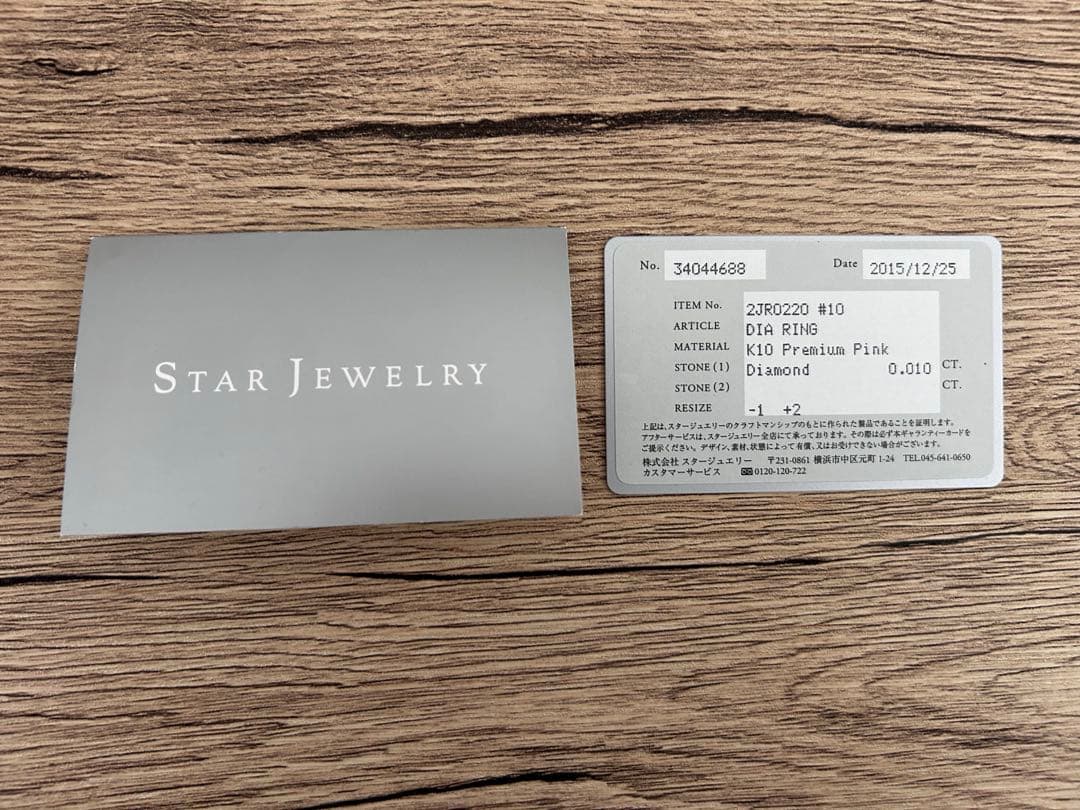 STAR JEWELRY
No. 34044688 Date 2015/12/25
ITEM No. 2JR0220 #10
ARTICLE DIA RING
MATERIAL K10 Premium Pink
STONE (1) Diamond 0.010 CT.
STONE (2) CT.
RESIZE -1 +2
上記は、スタージュエリーのクラフトマンシップのもとに作られた製品であることを証明します。
アフターサービスは、スタージュエリー全店にて承っております。その際は必ず本ギャランティーカードを
ご提示ください。デザイン、素材、状態によって有償、又はお受けできない場合がございます。
株式会社 スタージュエリー 〒231-0861 横浜市中区元町 1-24 TEL.045-641-0650
カスタマーサービス 0120-120-722